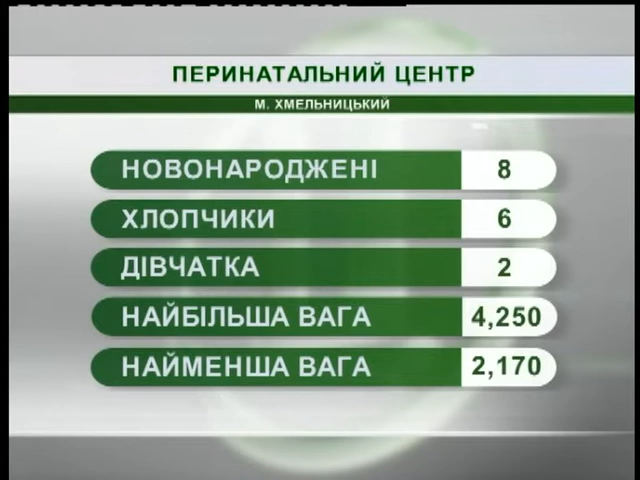 ПЕРИНАТАЛЬНИЙ ЦЕНТР
М. ХМЕЛЬНИЦЬКИЙ
НОВОНАРОДЖЕНІ 8
ХЛОПЧИКИ 6
ДІВЧАТКА 2
НАЙБІЛЬША ВАГА 4,250
НАЙМЕНША ВАГА 2,170